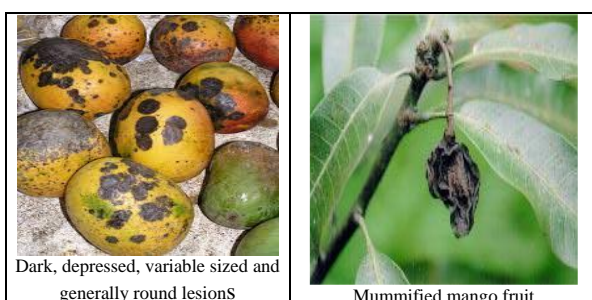 Dark, depressed, variable sized and
generally round lesionS
Mummified mango fruit